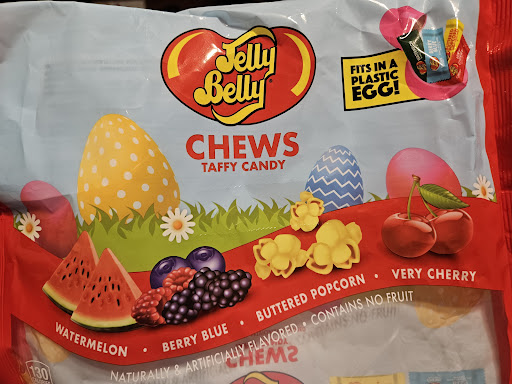 Jelly
Belly
FITS IN A
PLASTIC
EGG!
CHEWS
TAFFY CANDY
WATERMELON • BERRY BLUE • BUTTERED POPCORN • VERY CHERRY
NATURALLY & ARTIFICIALLY FLAVORED • CONTAINS NO FRUIT
CHEWS
130